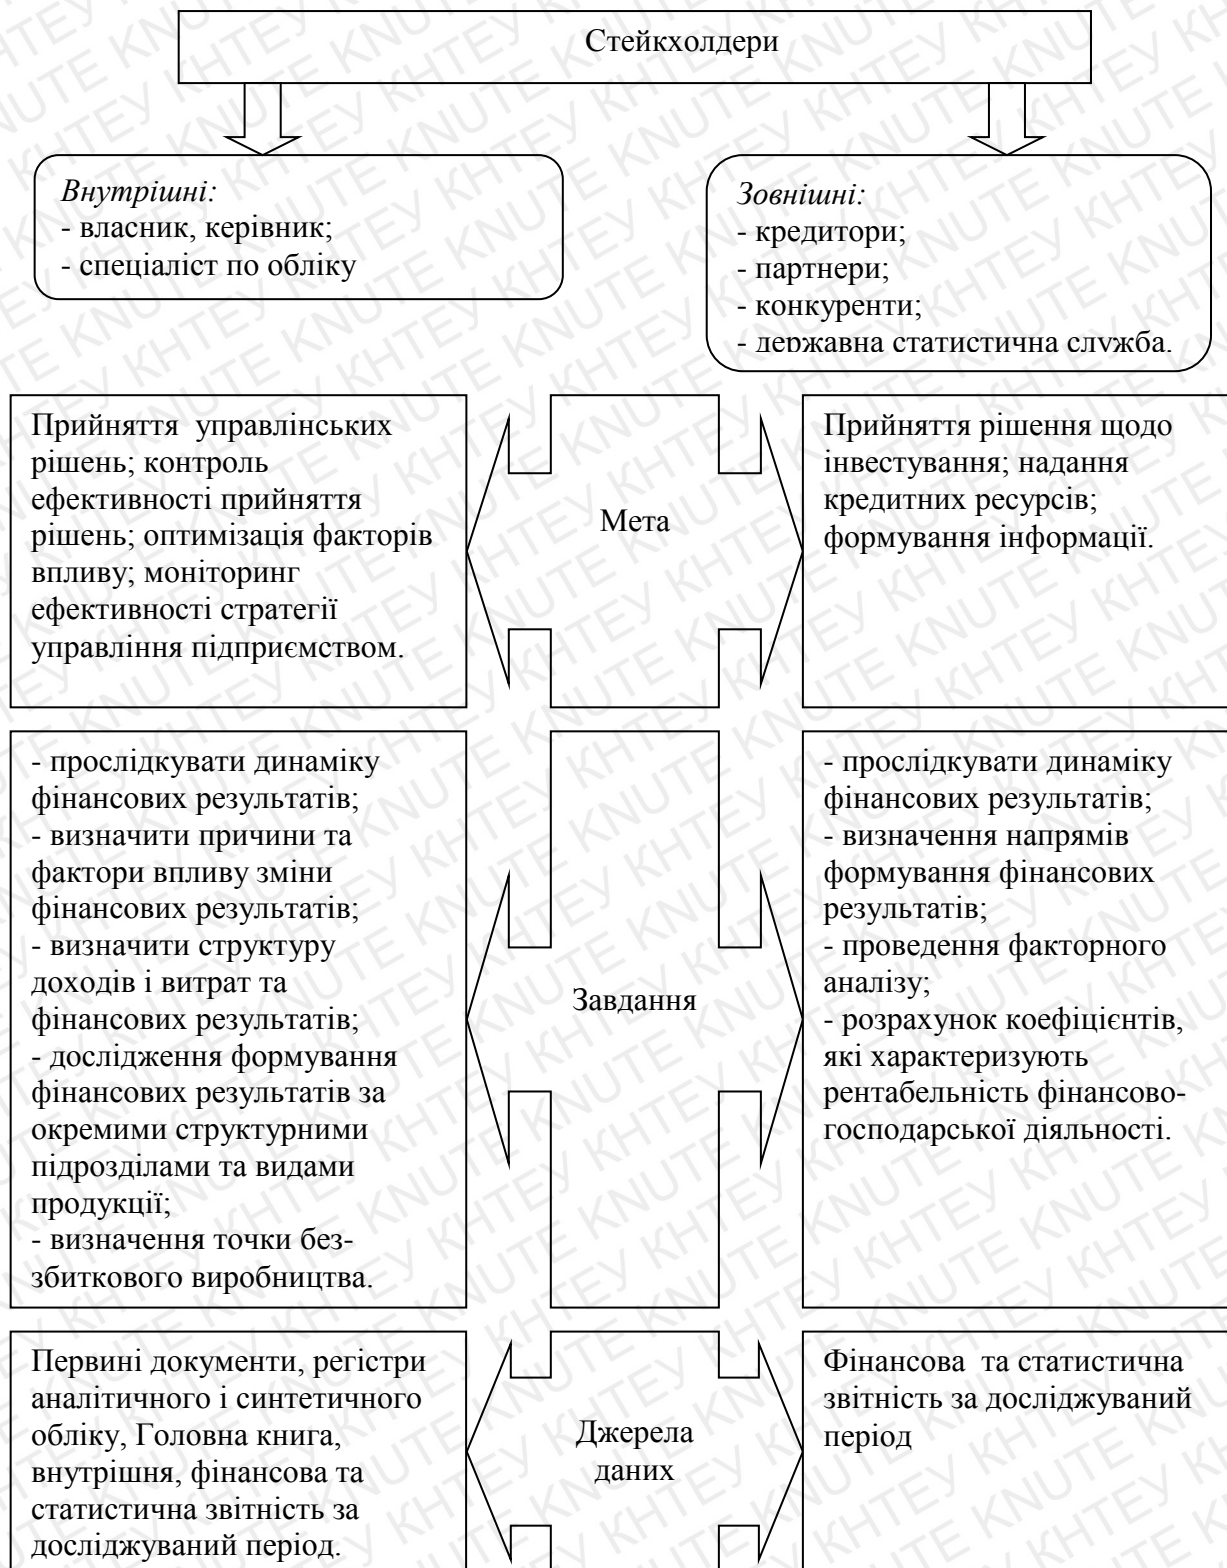 Стейкхолдери
Внутрішні:
- власник, керівник;
- спеціаліст по обліку
Зовнішні:
- кредитори;
- партнери;
- конкуренти;
- державна статистична служба.
Прийняття управлінських
рішень; контроль
ефективності прийняття
рішень; оптимізація факторів
впливу; моніторинг
ефективності стратегії
управління підприємством.
Мета
Прийняття рішення щодо
інвестування; надання
кредитних ресурсів;
формування інформації.
- прослідкувати динаміку
фінансових результатів;
- визначити причини та
фактори впливу зміни
фінансових результатів;
- визначити структуру
доходів і витрат та
фінансових результатів;
- дослідження формування
фінансових результатів за
окремими структурними
підрозділами та видами
продукції;
- визначення точки без-
збиткового виробництва.
Завдання
- прослідкувати динаміку
фінансових результатів;
- визначення напрямів
формування фінансових
результатів;
- проведення факторного
аналізу;
- розрахунок коефіцієнтів,
які характеризують
рентабельність фінансово-
господарської діяльності.
Первині документи, регістри
аналітичного і синтетичного
обліку, Головна книга,
внутрішня, фінансова та
статистична звітність за
досліджуваний період.
Джерела
даних
Фінансова та статистична
звітність за досліджуваний
період